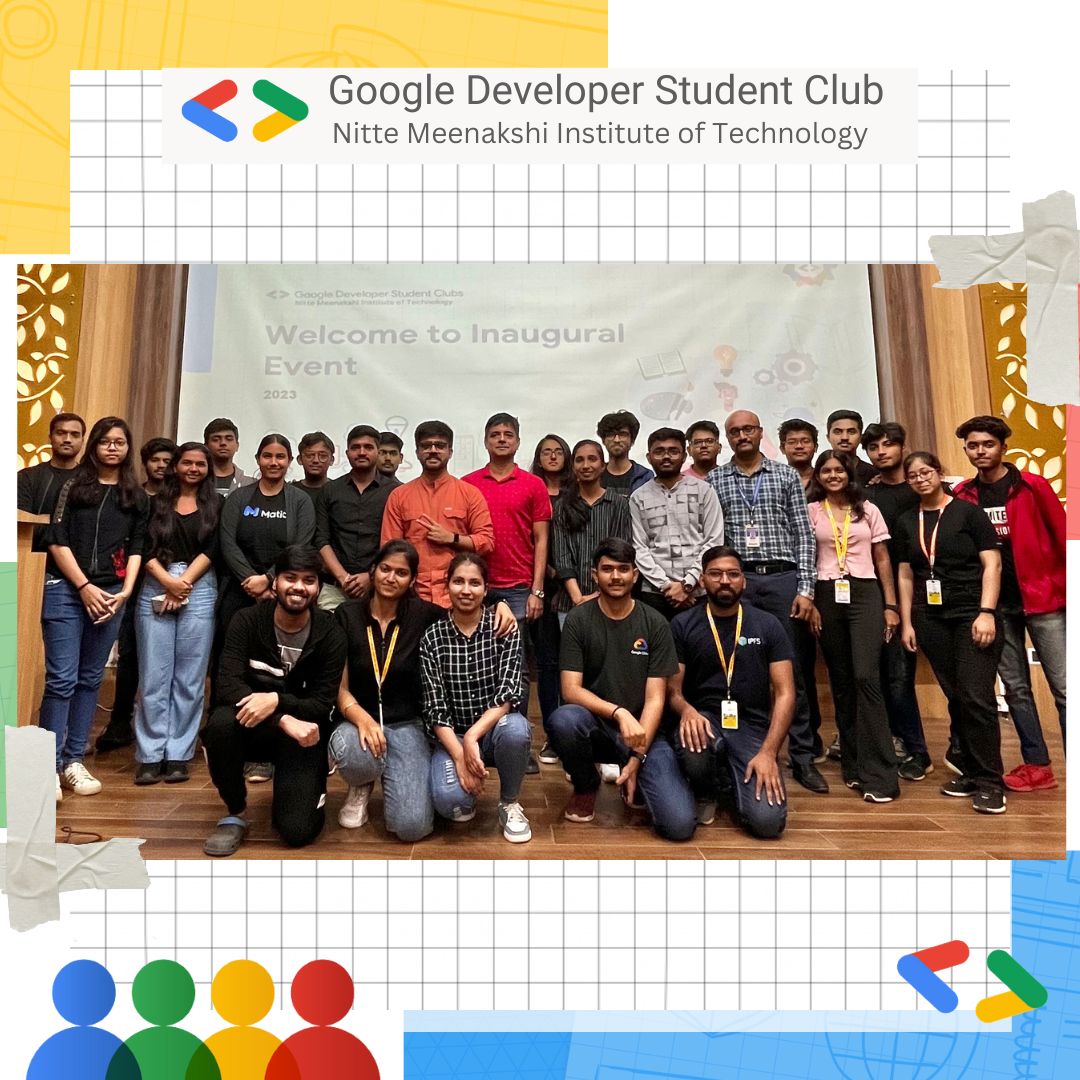 Google Developer Student Club
Nitte Meenakshi Institute of Technology
Google Developer Student Clubs
Nitte Meenakshi Institute of Technology
Welcome to Inaugural
Event
2023
Matic
IPFS